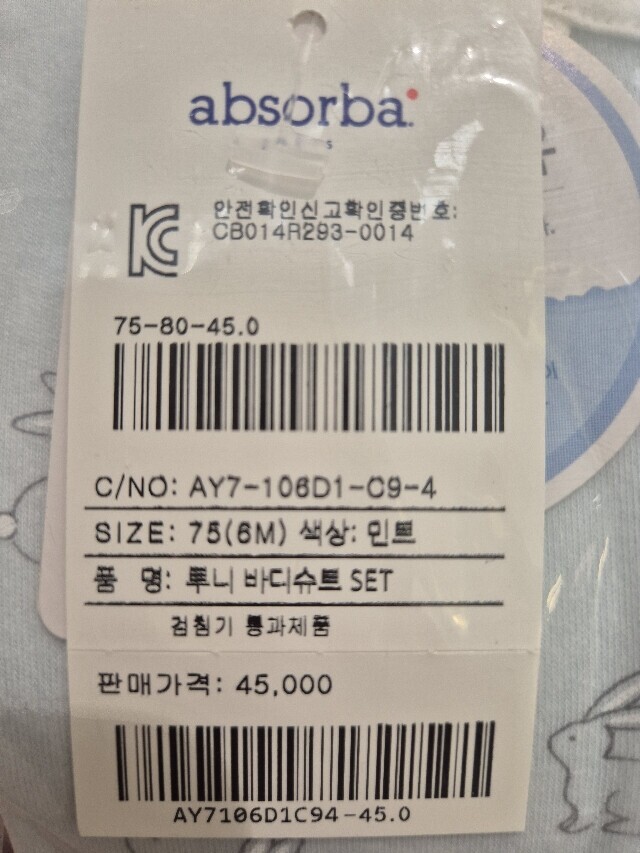 absorba
안전확인신고확인증번호:
CB014R293-0014
75-80-45.0
C/NO: AY7-106D1-C9-4
SIZE: 75(6M) 색상: 민트
품 명: 루니 바디슈트 SET
검침기 통과제품
판매가격: 45,000
AY7106D1C94-45.0